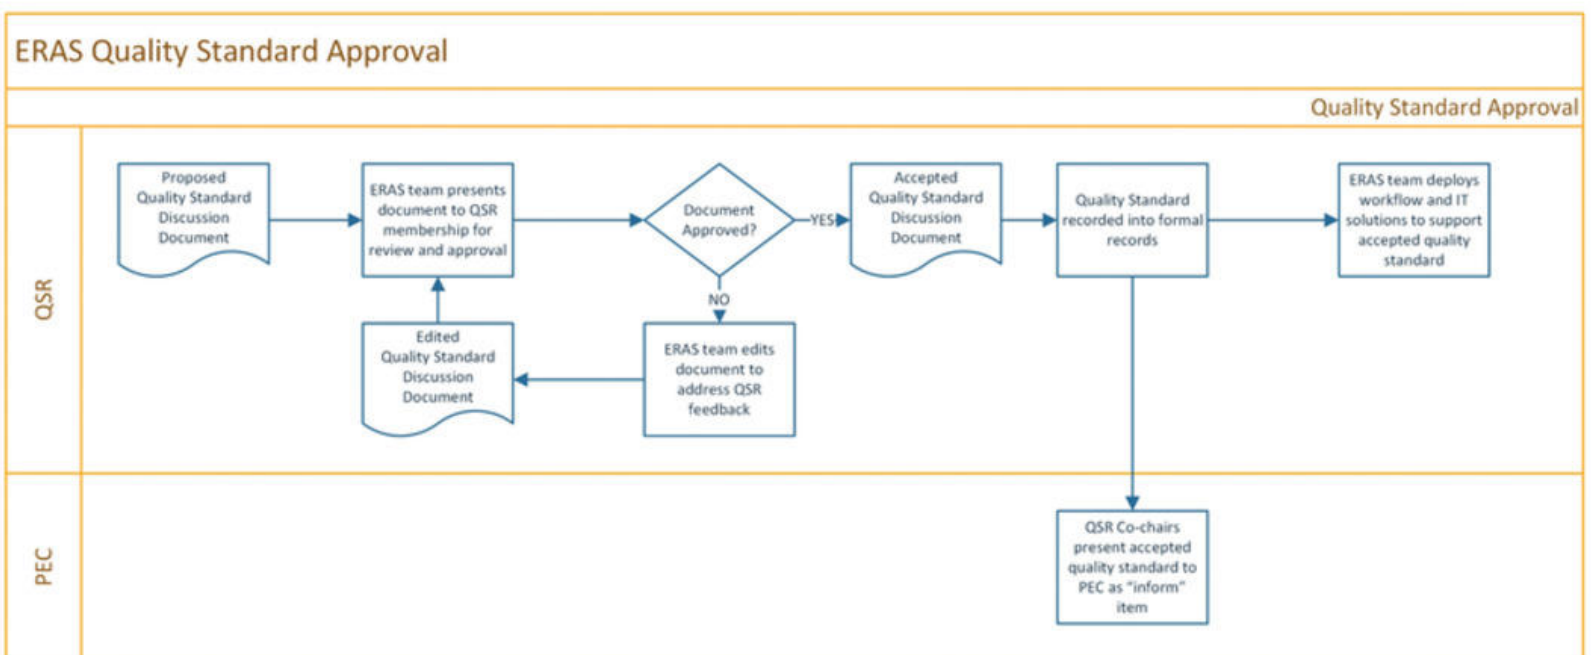 ERAS Quality Standard Approval
Quality Standard Approval
QSR
Proposed
Quality Standard
Discussion
Document
ERAS team presents
document to QSR
membership for
review and approval
Document
Approved?
YES
Accepted
Quality Standard
Discussion
Document
Quality Standard
recorded into formal
records
ERAS team deploys
workflow and IT
solutions to support
accepted quality
standard
NO
Edited
Quality Standard
Discussion
Document
ERAS team edits
document to
address QSR
feedback
PEC
QSR Co-chairs
present accepted
quality standard to
PEC as “inform”
item